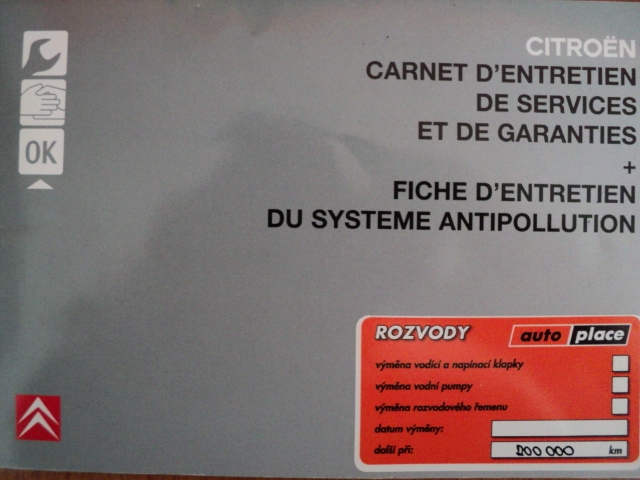 CITROËN
CARNET D'ENTRETIEN
DE SERVICES
ET DE GARANTIES
+
FICHE D'ENTRETIEN
DU SYSTEME ANTIPOLLUTION
OK
ROZVODY auto place
výměna vodící a napínací klapky
výměna vodní pumpy
výměna rozvodového řemenu
datum výměny:
další při: 200 000 km